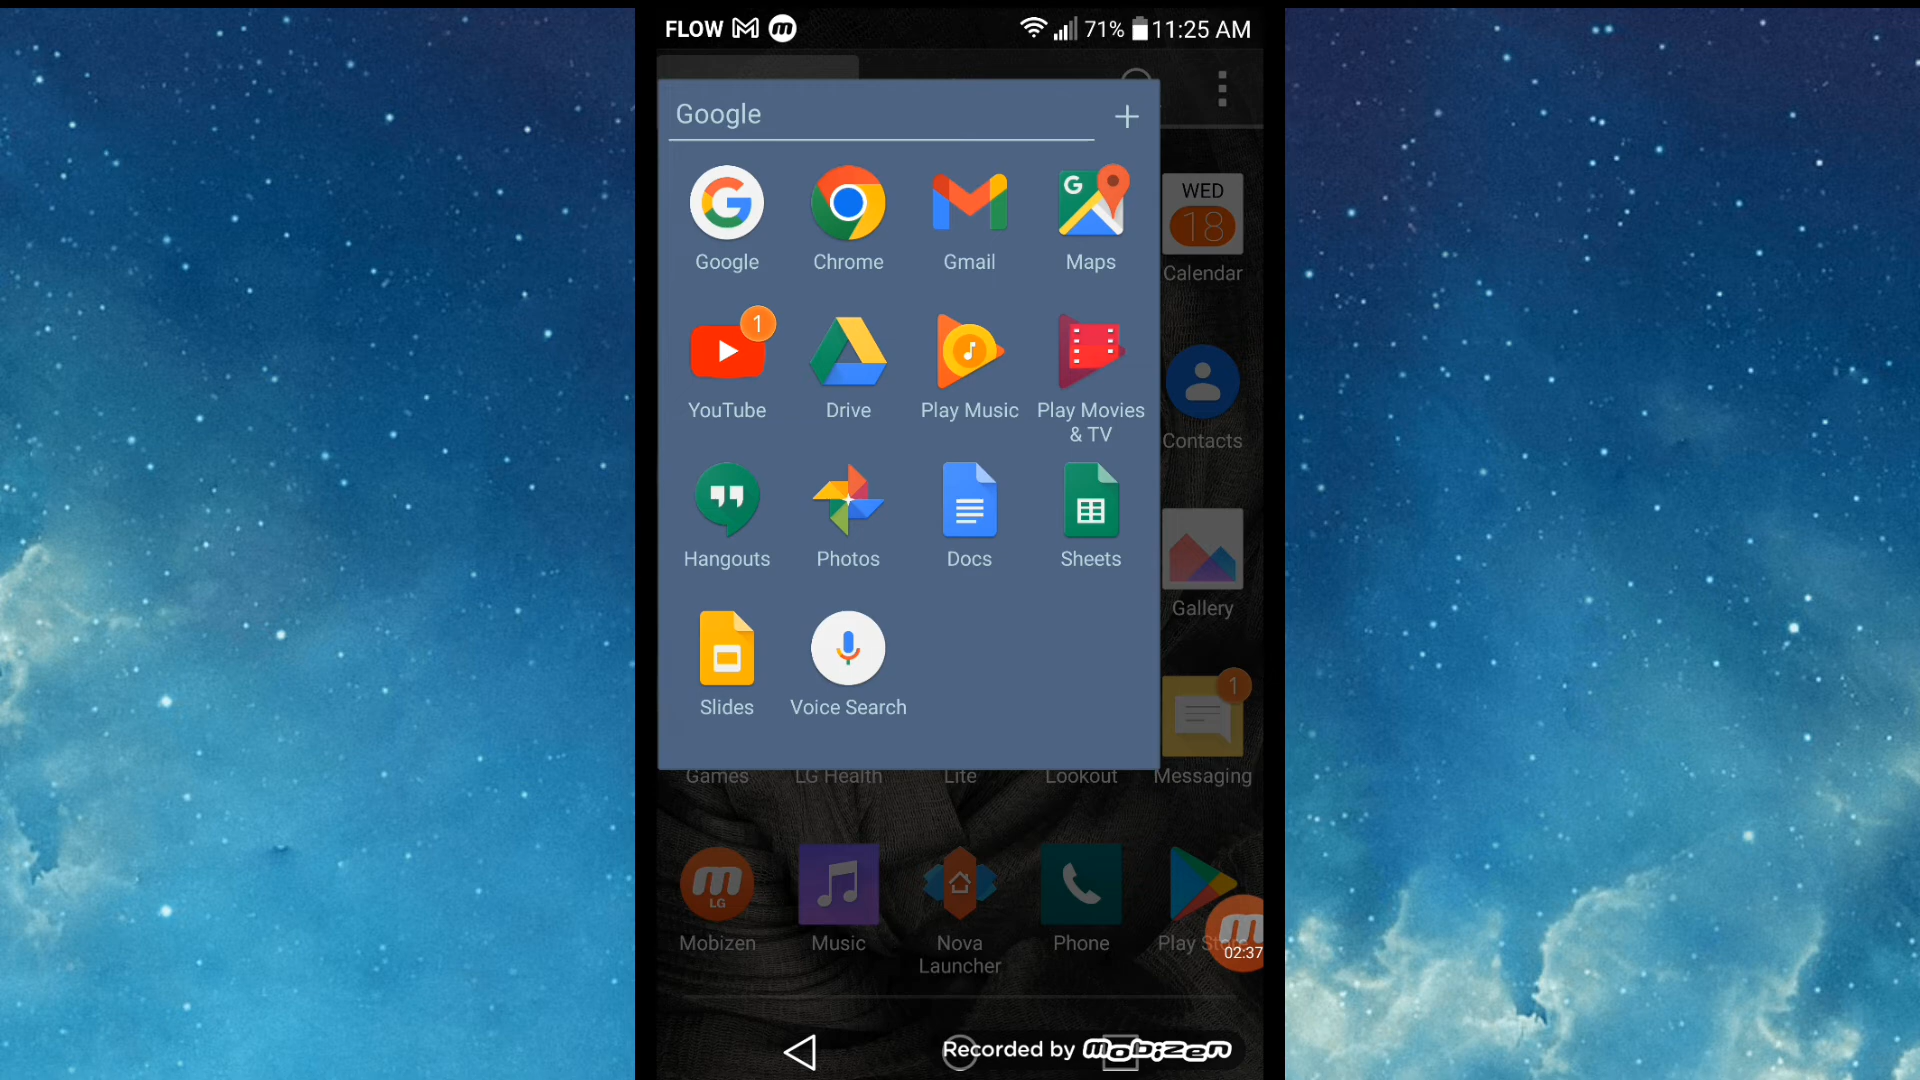 FLOW 71% 11:25 AM
Google +
Google Chrome Gmail Maps
WED
18
Calendar
1
YouTube Drive Play Music Play Movies
& TV
Contacts
Hangouts Photos Docs Sheets
Gallery
1
Slides Voice Search
Games LG Health Lite Lookout Messaging
LG
Mobizen Music Nova
Launcher
Phone Play St
02:37
Recorded by Mobizen